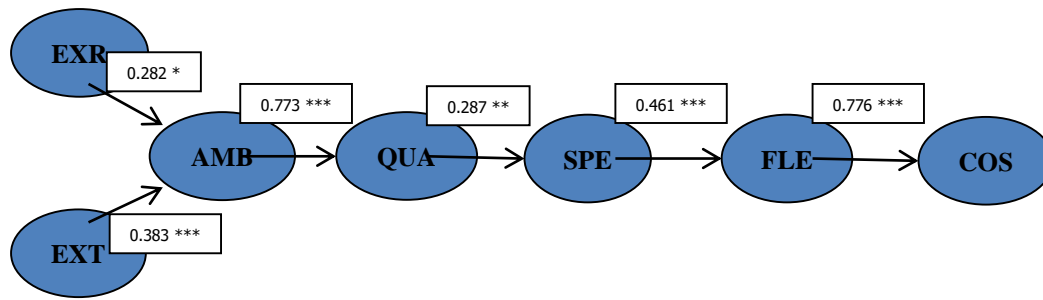 EXR
0.282 *
0.773 ***
0.287 **
0.461 ***
0.776 ***
AMB
QUA
SPE
FLE
COS
EXT
0.383 ***